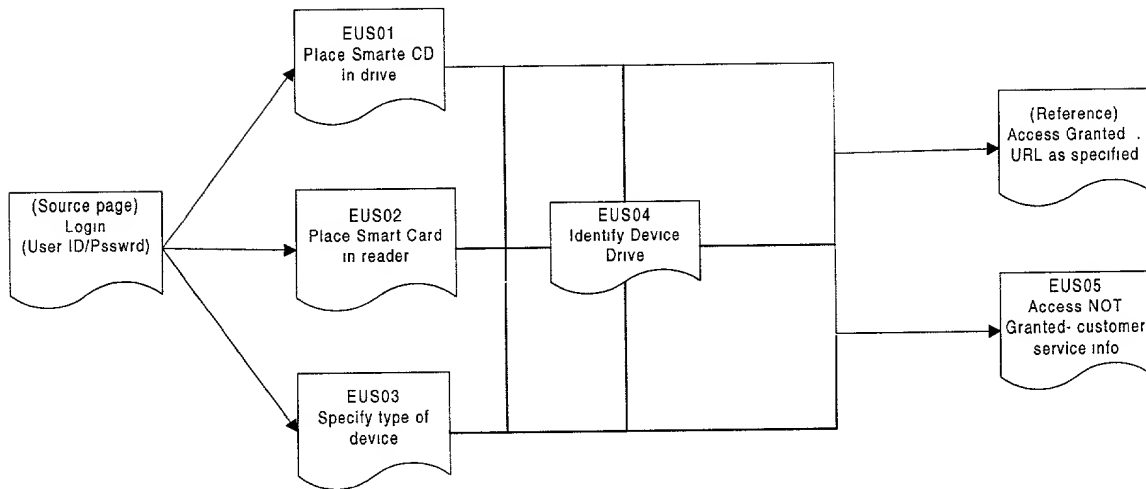 EUS01
Place Smarte CD
in drive
(Reference)
Access Granted .
URL as specified
(Source page)
Login
(User ID/Psswrd)
EUS02
Place Smart Card
in reader
EUS04
Identify Device
Drive
EUS05
Access NOT
Granted- customer
service info
EUS03
Specify type of
device